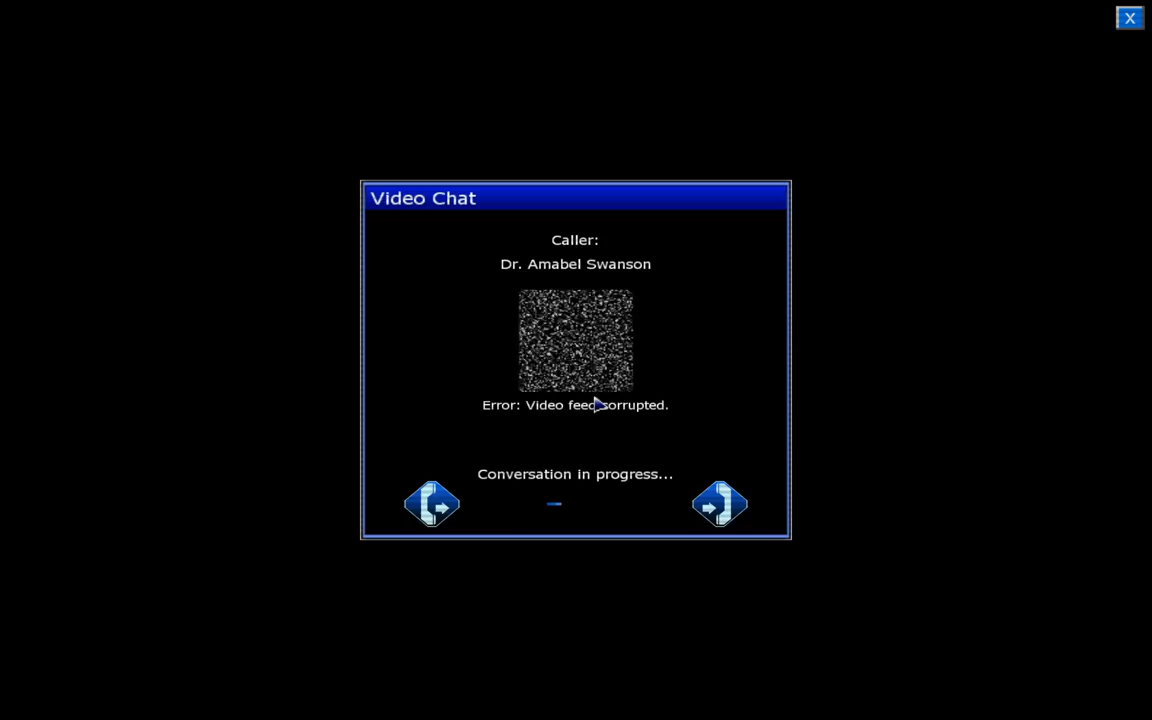 X
Video Chat
Caller:
Dr. Amabel Swanson
Error: Video feed corrupted.
Conversation in progress...